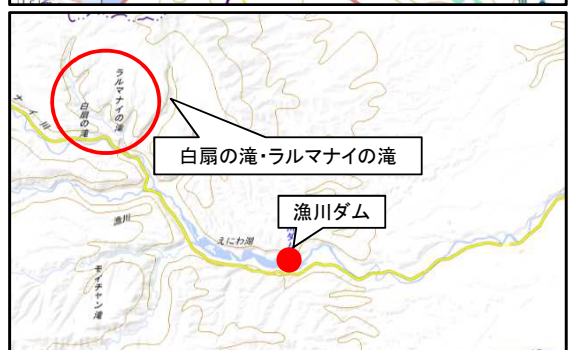 ラルマナイの滝
白扇の滝
白扇の滝・ラルマナイの滝
漁川ダム
漁川
えにわ湖
モイチャン滝